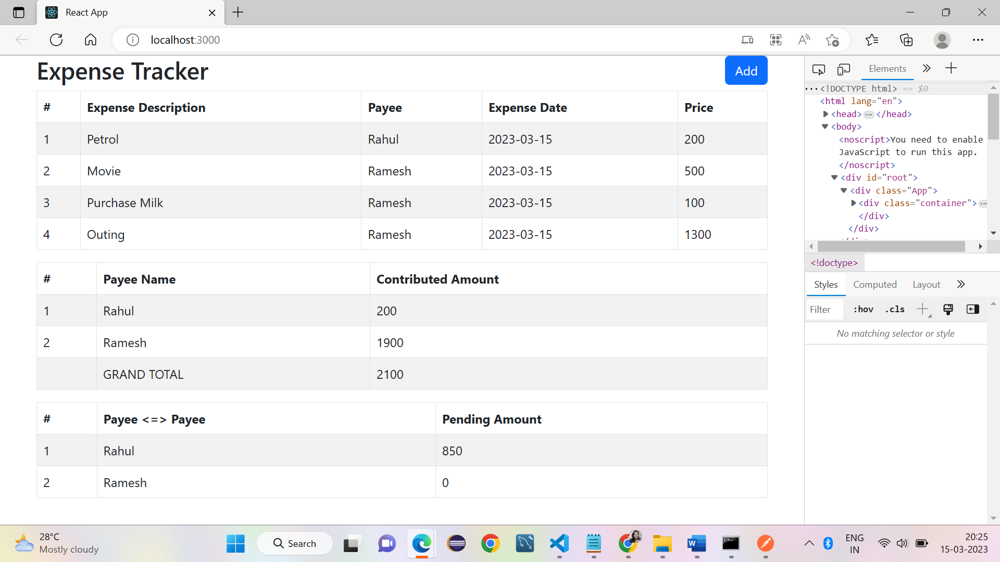 React App
localhost:3000
Expense Tracker
Add
# Expense Description Payee Expense Date Price
1 Petrol Rahul 2023-03-15 200
2 Movie Ramesh 2023-03-15 500
3 Purchase Milk Ramesh 2023-03-15 100
4 Outing Ramesh 2023-03-15 1300
# Payee Name Contributed Amount
1 Rahul 200
2 Ramesh 1900
GRAND TOTAL 2100
# Payee <=> Payee Pending Amount
1 Rahul 850
2 Ramesh 0
Elements
<!DOCTYPE html> == $0
<html lang="en">
<head> </head>
<body>
<noscript>You need to enable
JavaScript to run this app.
</noscript>
<div id="root">
<div class="App">
<div class="container">
</div>
</div>
<!doctype>
Styles Computed Layout
Filter :hov .cls
No matching selector or style
28°C
Mostly cloudy
Search
ENG
IN
20:25
15-03-2023